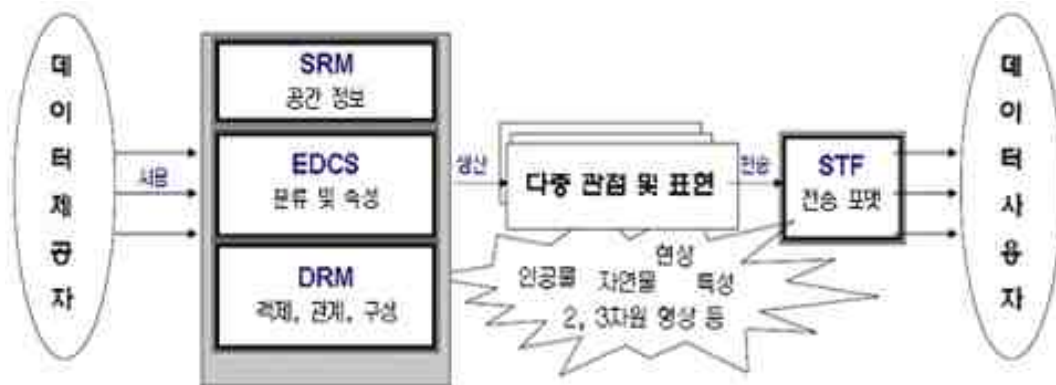 데이터제공자
사용
SRM
공간 정보
EDCS
분류 및 속성
DRM
객체, 관계, 구성
생산
다중 관점 및 표현
현상
인공물 자연물 특성
2, 3차원 형상 등
전송
STF
전송 포맷
데이터사용자